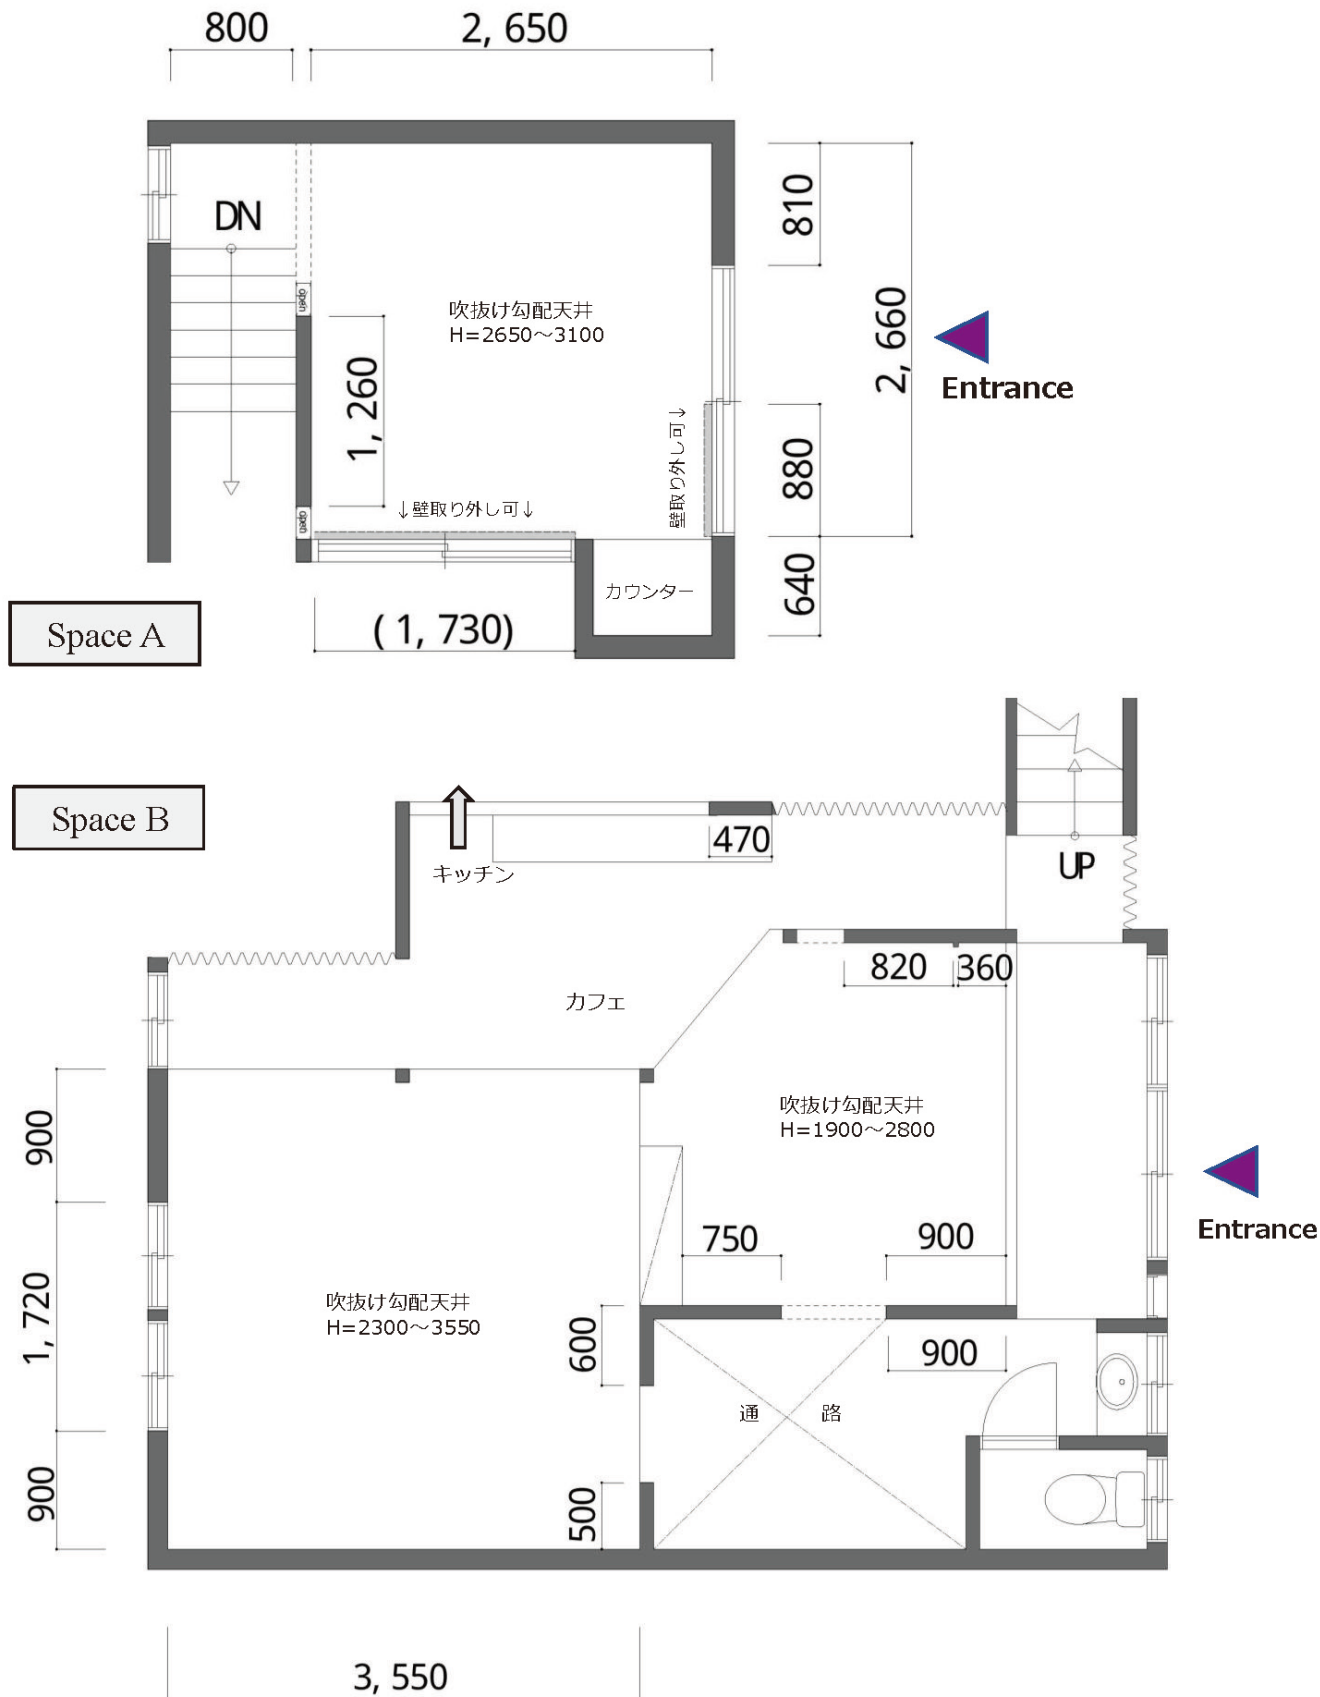 800
2, 650
DN
810
open
吹抜け勾配天井
H=2650～3100
2, 660
Entrance
1, 260
壁取り外し可↓
880
open
↓壁取り外し可↓
カウンター
640
Space A
( 1, 730)
Space B
470
キッチン
UP
820
360
カフェ
900
吹抜け勾配天井
H=1900～2800
Entrance
750
900
1, 720
吹抜け勾配天井
H=2300～3550
600
900
通 路
900
500
3, 550